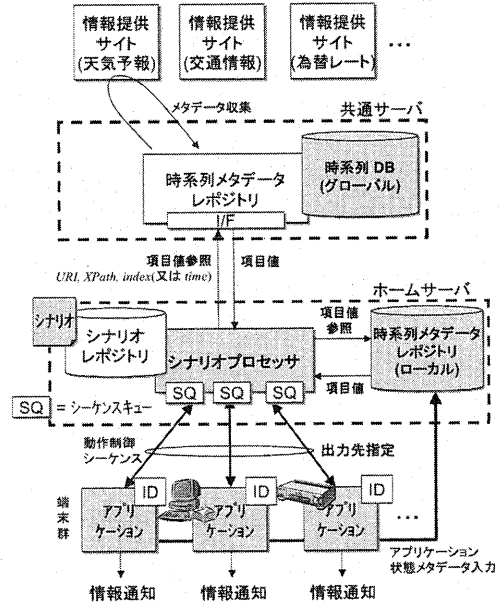 情報提供
サイト
(天気予報)
情報提供
サイト
(交通情報)
情報提供
サイト
(為替レート)
...
メタデータ収集
共通サーバ
時系列メタデータ
レポジトリ
I/F
時系列 DB
(グローバル)
項目値参照
URI, XPath, index(又は time)
項目値
ホームサーバ
シナリオ
シナリオ
レポジトリ
シナリオプロセッサ
SQ
SQ
SQ
項目値
参照
項目値
時系列メタデータ
レポジトリ
(ローカル)
SQ = シーケンスキュー
動作制御
シーケンス
出力先指定
端末群
ID
アプリ
ケーション
ID
アプリ
ケーション
ID
アプリ
ケーション
...
アプリケーション
状態メタデータ入力
情報通知
情報通知
情報通知